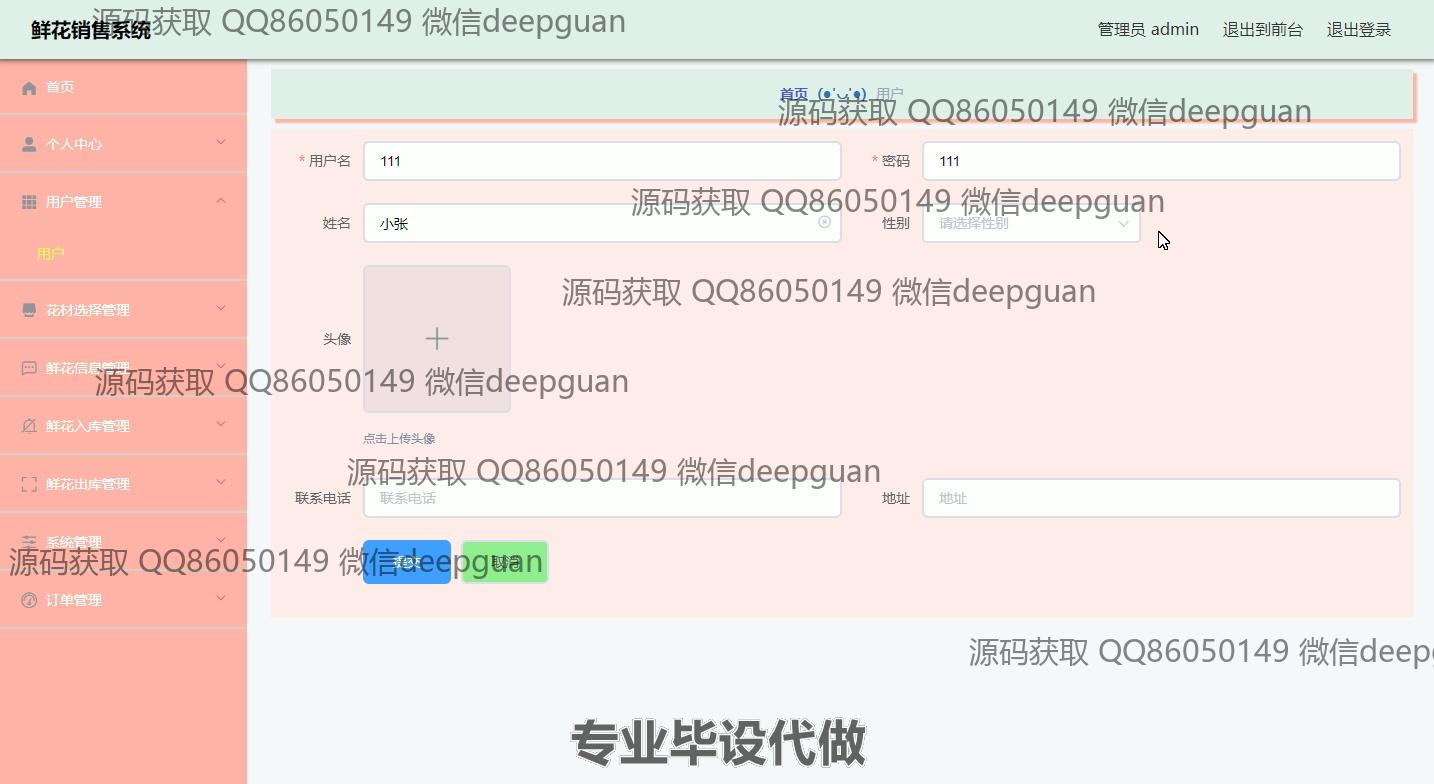 源码获取 QQ86050149 微信deepguan
鲜花销售系统
管理员 admin
退出到前台
退出登录
首页
首页 (●'◡'●) 用户
源码获取 QQ86050149 微信deepguan
个人中心
* 用户名 111
* 密码 111
用户管理
源码获取 QQ86050149 微信deepguan
姓名 小张
性别 请选择性别
用户
源码获取 QQ86050149 微信deepguan
花材选择管理
头像
鲜花信息管理
源码获取 QQ86050149 微信deepguan
鲜花入库管理
点击上传头像
源码获取 QQ86050149 微信deepguan
鲜花出库管理
联系电话 联系电话
地址 地址
系统管理
源码获取 QQ86050149 微信deepguan
提交
取消
订单管理
源码获取 QQ86050149 微信deep
专业毕设代做